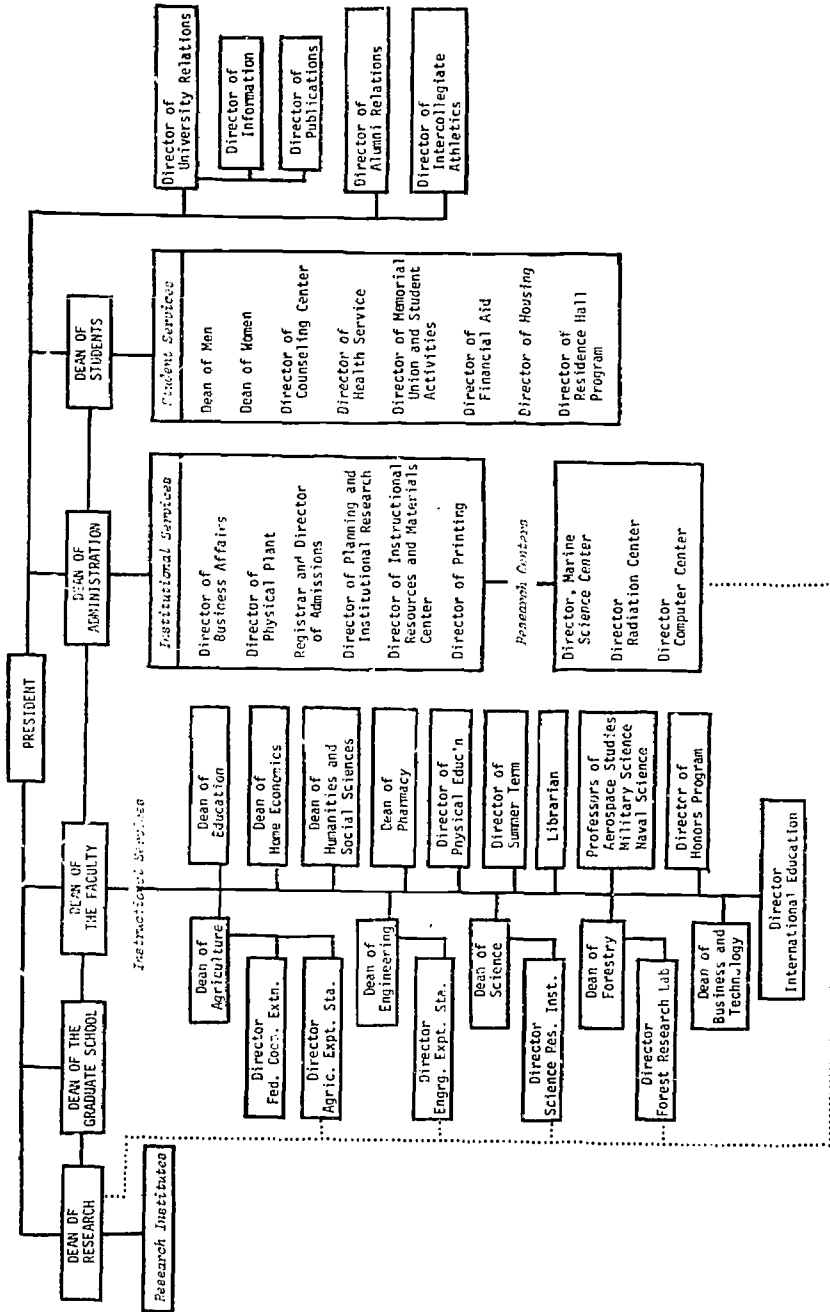 PRESIDENT
DEAN OF
RESEARCH
DEAN OF THE
GRADUATE SCHOOL
DEAN OF
THE FACULTY
DEAN OF
ADMINISTRATION
DEAN OF
STUDENTS
Research Institutes
Instructional Services
Dean of
Agriculture
Director
Fed. Coop. Extn.
Director
Agric. Expt. Sta.
Dean of
Engineering
Director
Engrg. Expt. Sta.
Dean of
Science
Director
Science Res. Inst.
Dean of
Forestry
Director
Forest Research Lab
Dean of
Business and
Technology
Dean of
Education
Dean of
Home Economics
Dean of
Humanities and
Social Sciences
Dean of
Pharmacy
Director of
Physical Educ'n
Director of
Summer Term
Librarian
Professors of
Aerospace Studies
Military Science
Naval Science
Director of
Honors Program
Director
International Education
Institutional Services
Director of
Business Affairs
Director of
Physical Plant
Registrar and Director
of Admissions
Director of Planning and
Institutional Research
Director of Instructional
Resources and Materials
Center
Director of Printing
Research Centers
Director, Marine
Science Center
Director
Radiation Center
Director
Computer Center
Student Services
Dean of Men
Dean of Women
Director of
Counseling Center
Director of
Health Service
Director of Memorial
Union and Student
Activities
Director of
Financial Aid
Director of Housing
Director of
Residence Hall
Program
Director of
University Relations
Director of
Information
Director of
Publications
Director of
Alumni Relations
Director of
Intercollegiate
Athletics